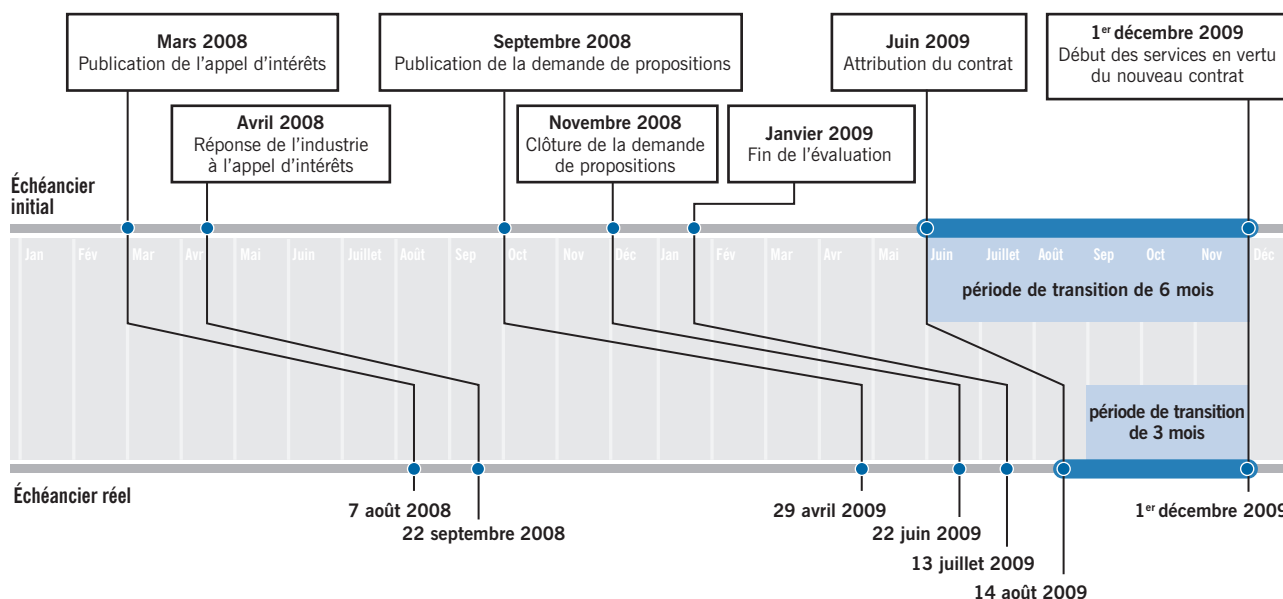 Mars 2008
Publication de l'appel d'intérêts
Septembre 2008
Publication de la demande de propositions
Juin 2009
Attribution du contrat
1er décembre 2009
Début des services en vertu
du nouveau contrat
Avril 2008
Réponse de l'industrie
à l'appel d'intérêts
Novembre 2008
Clôture de la demande
de propositions
Janvier 2009
Fin de l'évaluation
Échéancier
initial
Jan Fév Mar Avr Mai Juin Juillet Août Sep Oct Nov Déc Jan Fév Mar Avr Mai Juin Juillet Août Sep Oct Nov Déc
période de transition de 6 mois
période de transition
de 3 mois
Échéancier réel
7 août 2008
22 septembre 2008
29 avril 2009
22 juin 2009
13 juillet 2009
14 août 2009
1er décembre 2009